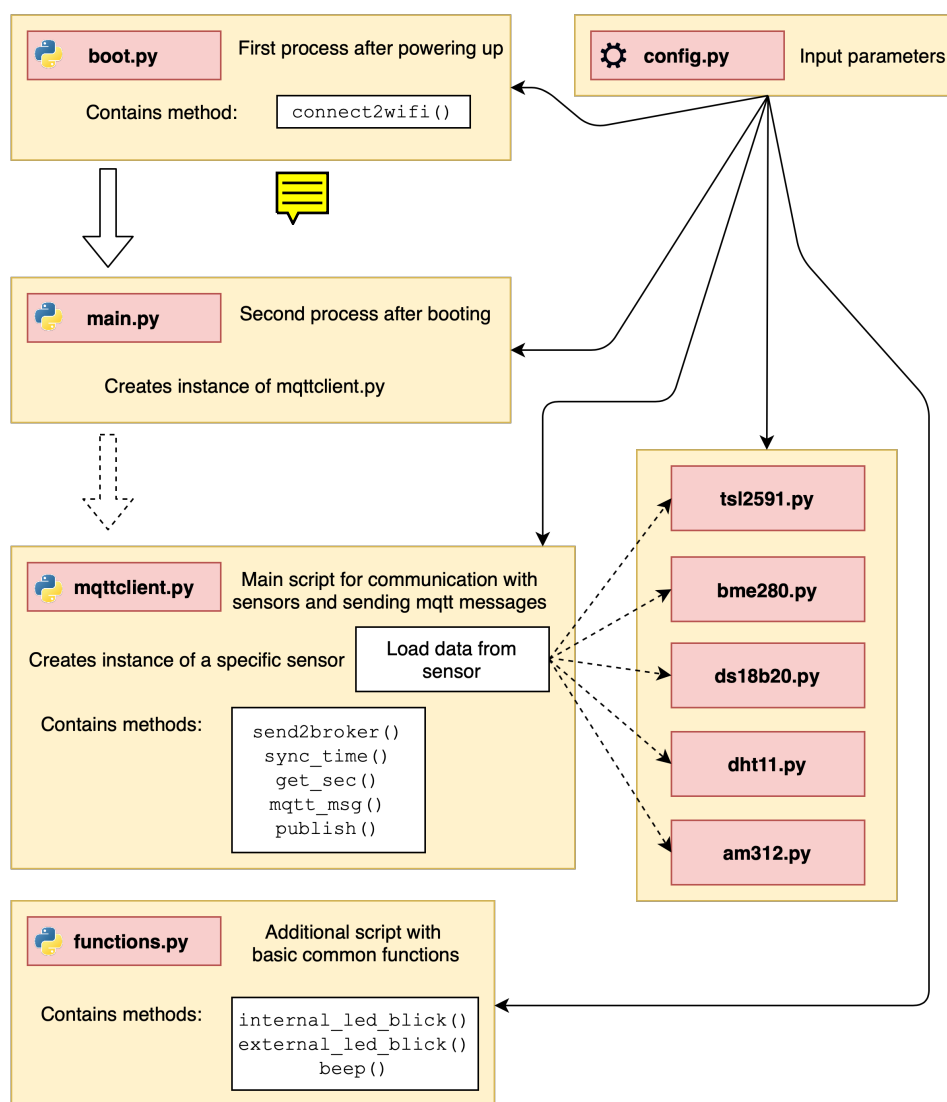 boot.py
First process after powering up
Contains method:
connect2wifi()
config.py
Input parameters
main.py
Second process after booting
Creates instance of mqttclient.py
mqttclient.py
Main script for communication with
sensors and sending mqtt messages
Creates instance of a specific sensor
Load data from
sensor
Contains methods:
send2broker()
sync_time()
get_sec()
mqtt_msg()
publish()
tsl2591.py
bme280.py
ds18b20.py
dht11.py
am312.py
functions.py
Additional script with
basic common functions
Contains methods:
internal_led_blick()
external_led_blick()
beep()